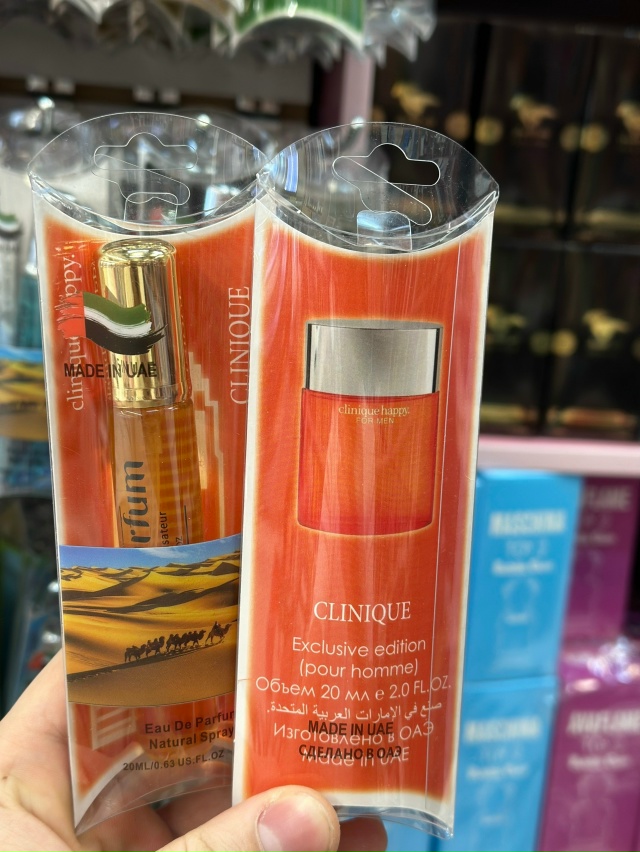 clinique happy.
CLINIQUE
MADE IN UAE
rfum
sateur
Eau De Parfum
Natural Spray
20ML/0.63 US:FL.OZ
clinique happy.
FOR MEN
CLINIQUE
Exclusive edition
(pour homme)
Объем 20 мл e 2.0 FL.OZ.
صنع في الإمارات العربية المتحدة.
Изготовлено в ОАЭ
Made in UAE
MADE IN UAE
СДЕЛАНО В ОАЭ